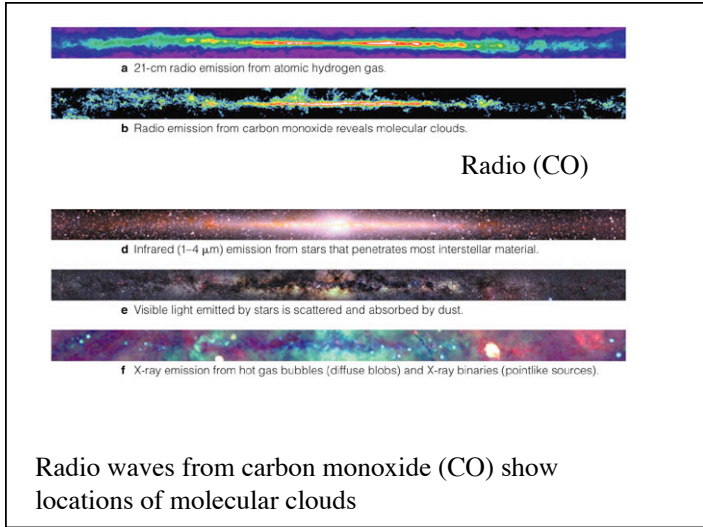 a 21-cm radio emission from atomic hydrogen gas.
b Radio emission from carbon monoxide reveals molecular clouds.
Radio (CO)
d Infrared (1–4 μm) emission from stars that penetrates most interstellar material.
e Visible light emitted by stars is scattered and absorbed by dust.
f X-ray emission from hot gas bubbles (diffuse blobs) and X-ray binaries (pointlike sources).
Radio waves from carbon monoxide (CO) show
locations of molecular clouds